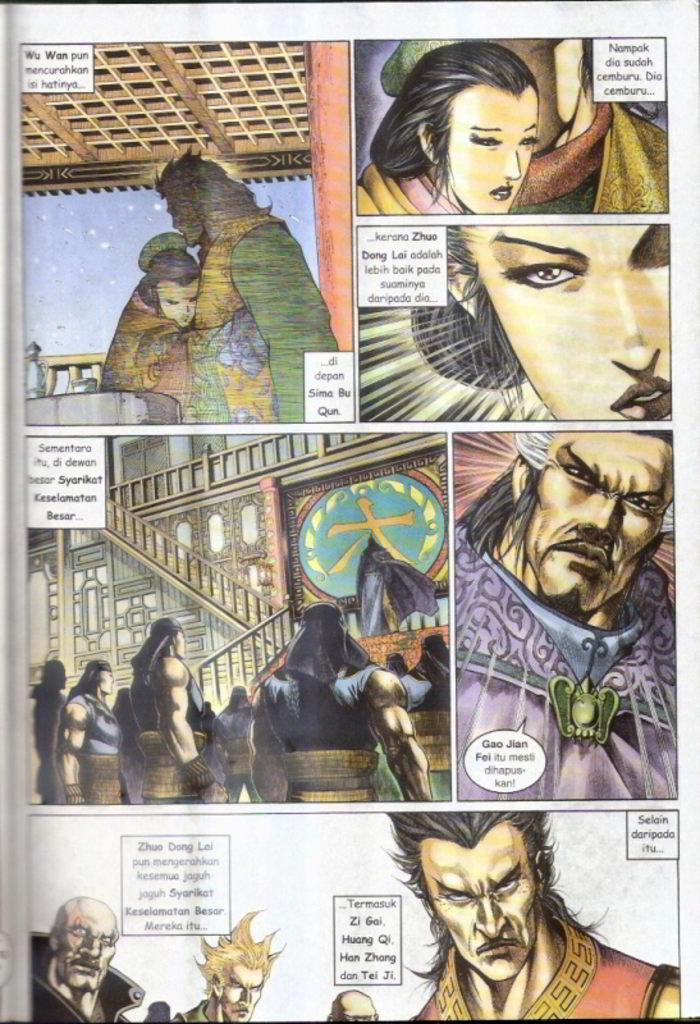 Wu Wan pun
mencurahkan
isi hatinya...
...di
depan
Sima Bu
Qun.
Nampak
dia sudah
cemburu. Dia
cemburu...
...kerana Zhuo
Dong Lai adalah
lebih baik pada
suaminya
daripada dia...
Sementara
itu, di dewan
besar Syarikat
Keselamatan
Besar...
大
Gao Jian
Fei itu mesti
dihapus-
kan!
Selain
daripada
itu...
Zhuo Dong Lai
pun mengerahkan
kesemua jaguh-
jaguh Syarikat
Keselamatan Besar.
Mereka itu...
...Termasuk
Zi Gai,
Huang Qi,
Han Zhang
dan Tei Ji.